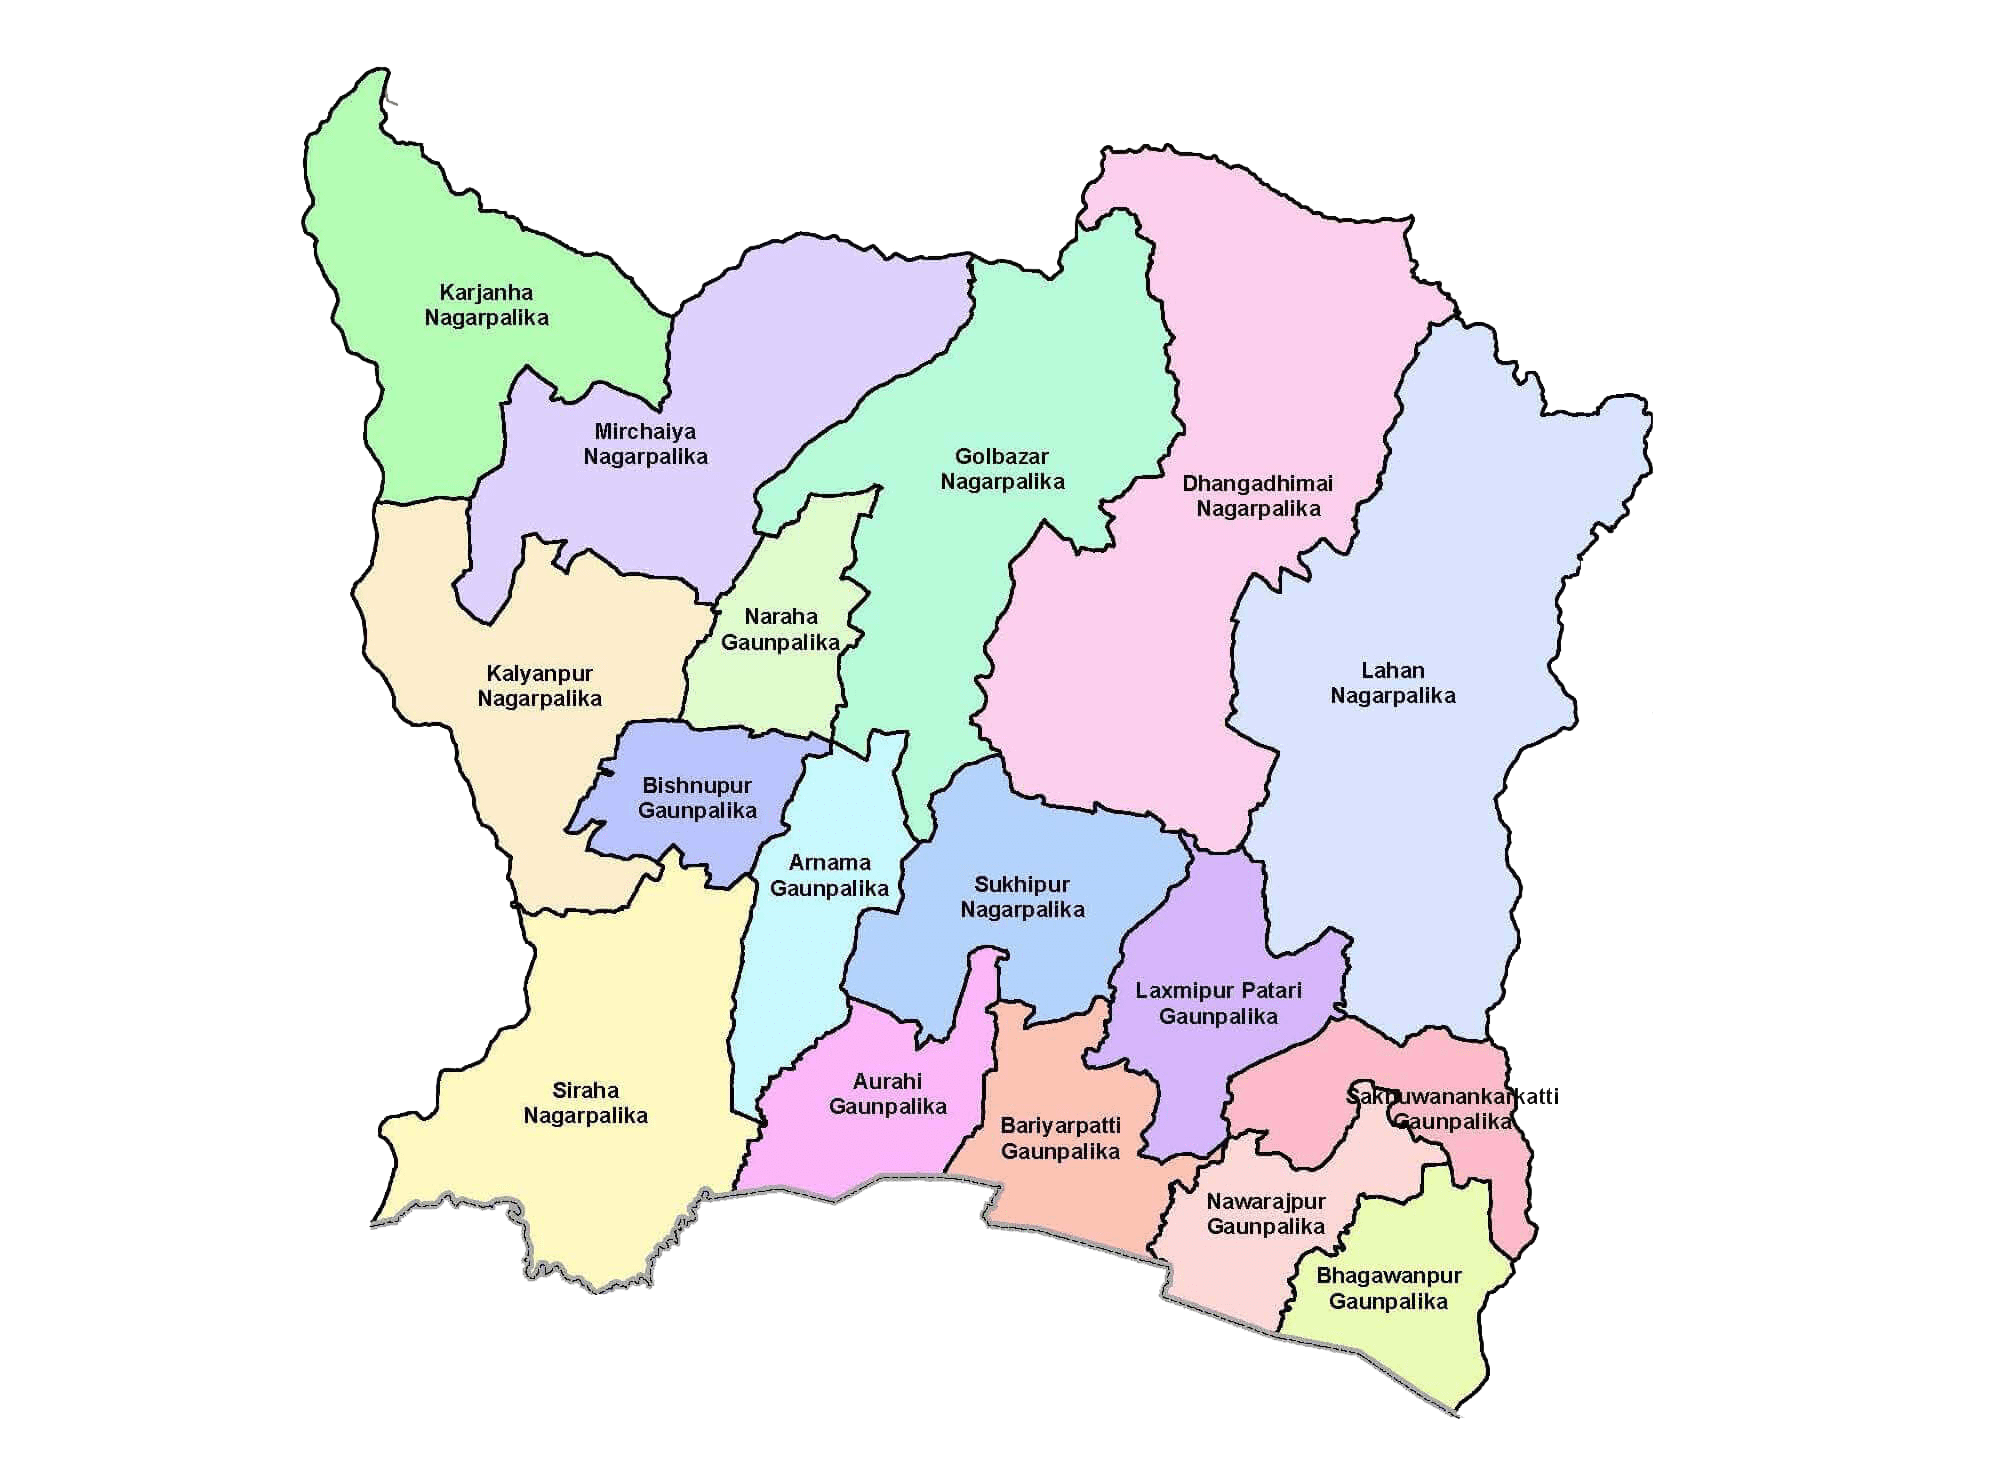 Karjanha
Nagarpalika
Mirchaiya
Nagarpalika
Golbazar
Nagarpalika
Dhangadhimai
Nagarpalika
Naraha
Gaunpalika
Kalyanpur
Nagarpalika
Lahan
Nagarpalika
Bishnupur
Gaunpalika
Arnama
Gaunpalika
Sukhipur
Nagarpalika
Laxmipur Patari
Gaunpalika
Siraha
Nagarpalika
Aurahi
Gaunpalika
Bariyarpatti
Gaunpalika
Sakhuwanankarkatti
Gaunpalika
Nawarajpur
Gaunpalika
Bhagawanpur
Gaunpalika